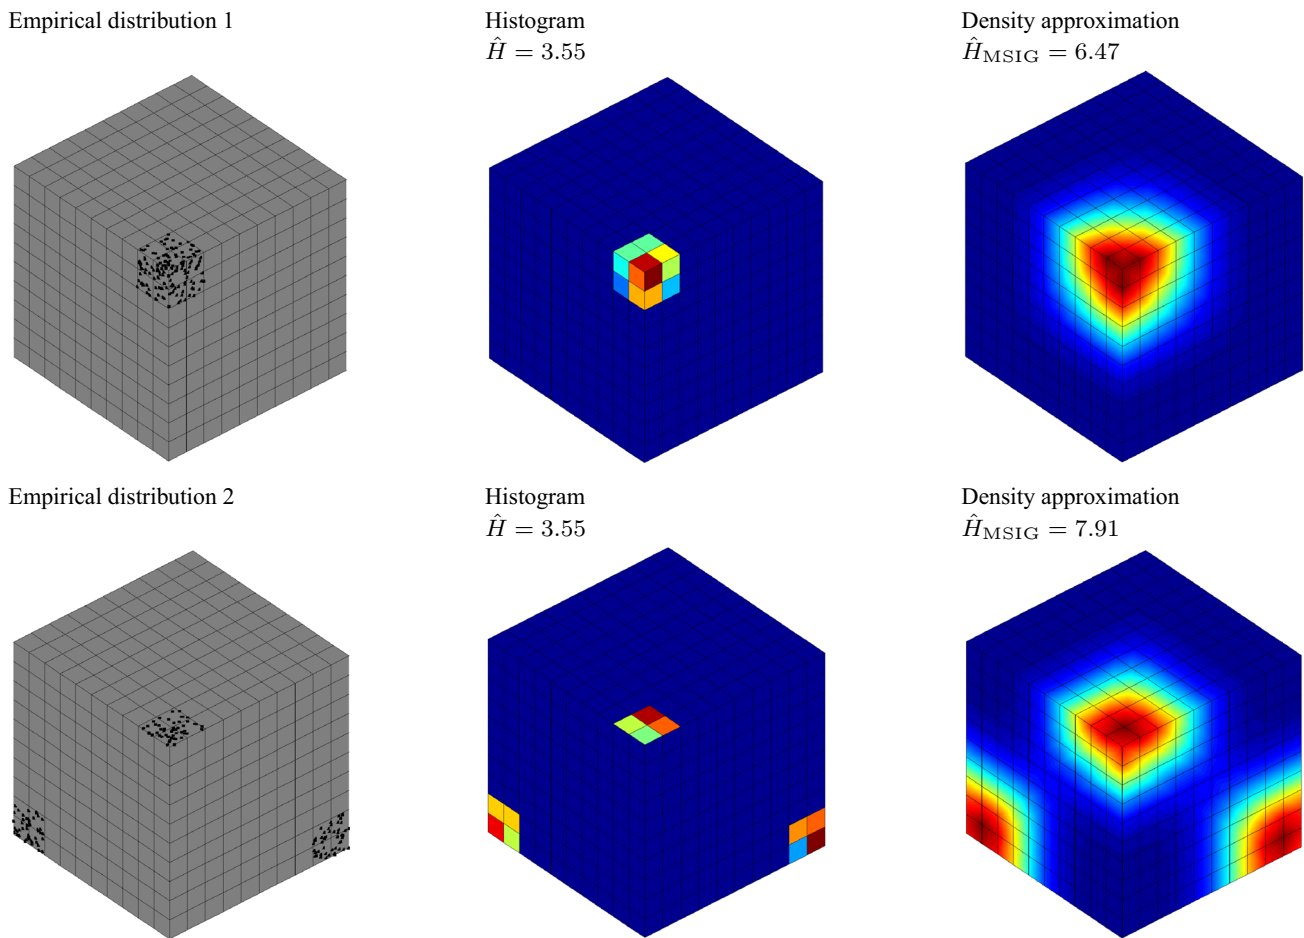 Empirical distribution 1
Histogram
Ĥ = 3.55
Density approximation
Ĥ_MSIG = 6.47
Empirical distribution 2
Histogram
Ĥ = 3.55
Density approximation
Ĥ_MSIG = 7.91